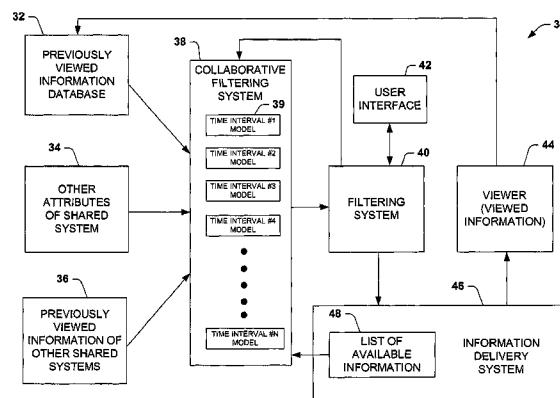 32
PREVIOUSLY
VIEWED
INFORMATION
DATABASE
34
OTHER
ATTRIBUTES
OF SHARED
SYSTEM
36
PREVIOUSLY
VIEWED
INFORMATION OF
OTHER SHARED
SYSTEMS
38
COLLABORATIVE
FILTERING
SYSTEM
39
TIME INTERVAL #1
MODEL
TIME INTERVAL #2
MODEL
TIME INTERVAL #3
MODEL
TIME INTERVAL #4
MODEL
TIME INTERVAL #N
MODEL
42
USER
INTERFACE
40
FILTERING
SYSTEM
48
LIST OF
AVAILABLE
INFORMATION
3
44
VIEWER
(VIEWED
INFORMATION)
46
INFORMATION
DELIVERY
SYSTEM